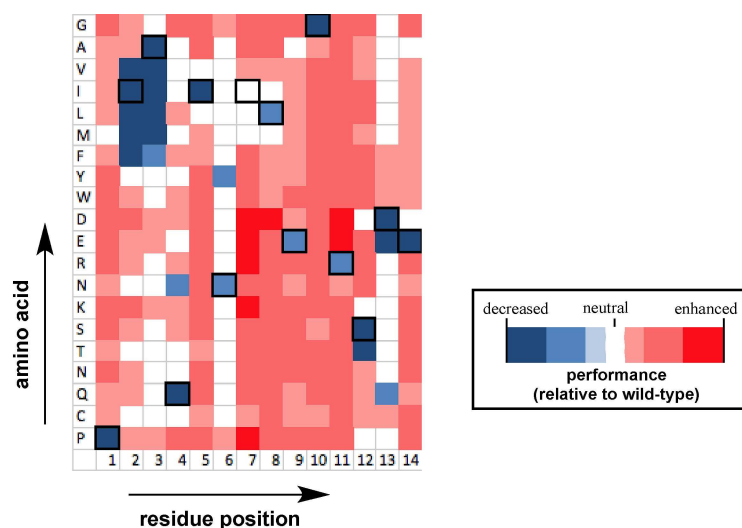 G
A
V
I
L
M
F
Y
W
D
E
R
N
K
S
T
N
Q
C
P
1 2 3 4 5 6 7 8 9 10 11 12 13 14
amino acid
residue position
decreased neutral enhanced
performance
(relative to wild-type)